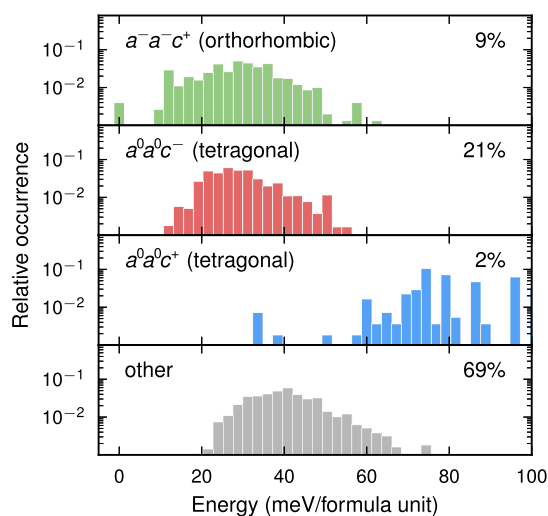 a⁻a⁻c⁺ (orthorhombic) 9%
10⁻¹
10⁻²
a⁰a⁰c⁻ (tetragonal) 21%
10⁻¹
10⁻²
a⁰a⁰c⁺ (tetragonal) 2%
10⁻¹
10⁻²
other 69%
10⁻¹
10⁻²
Relative occurrence
0 20 40 60 80 100
Energy (meV/formula unit)